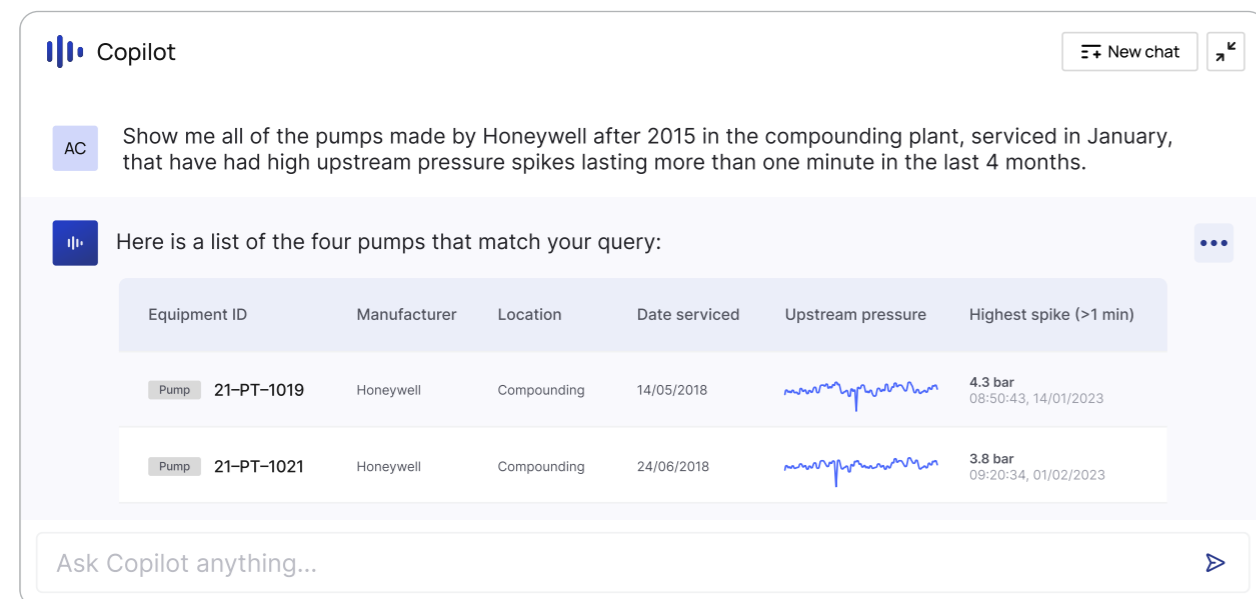 Copilot
New chat
AC
Show me all of the pumps made by Honeywell after 2015 in the compounding plant, serviced in January,
that have had high upstream pressure spikes lasting more than one minute in the last 4 months.
Here is a list of the four pumps that match your query:
Equipment ID Manufacturer Location Date serviced Upstream pressure Highest spike (>1 min)
Pump 21–PT–1019 Honeywell Compounding 14/05/2018 4.3 bar
08:50:43, 14/01/2023
Pump 21–PT–1021 Honeywell Compounding 24/06/2018 3.8 bar
09:20:34, 01/02/2023
Ask Copilot anything...